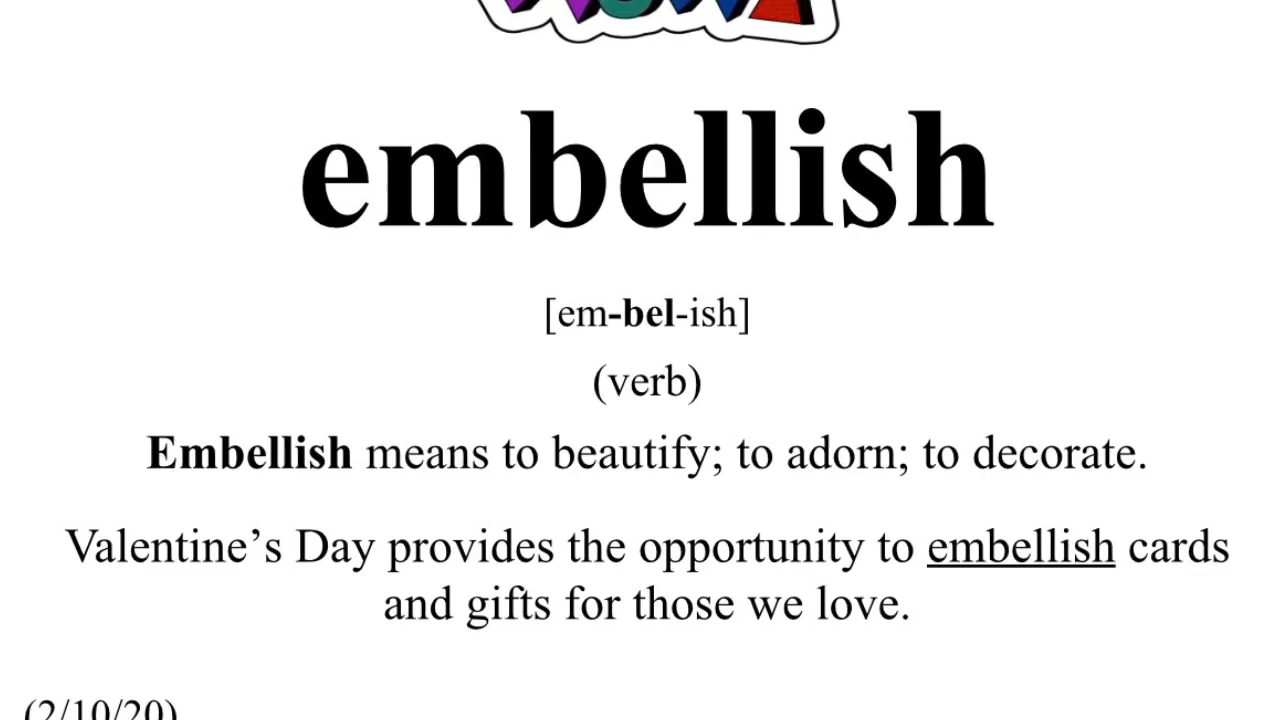 embellish
[em-bel-ish]
(verb)
Embellish means to beautify; to adorn; to decorate.
Valentine’s Day provides the opportunity to embellish cards
and gifts for those we love.
(2/10/20)